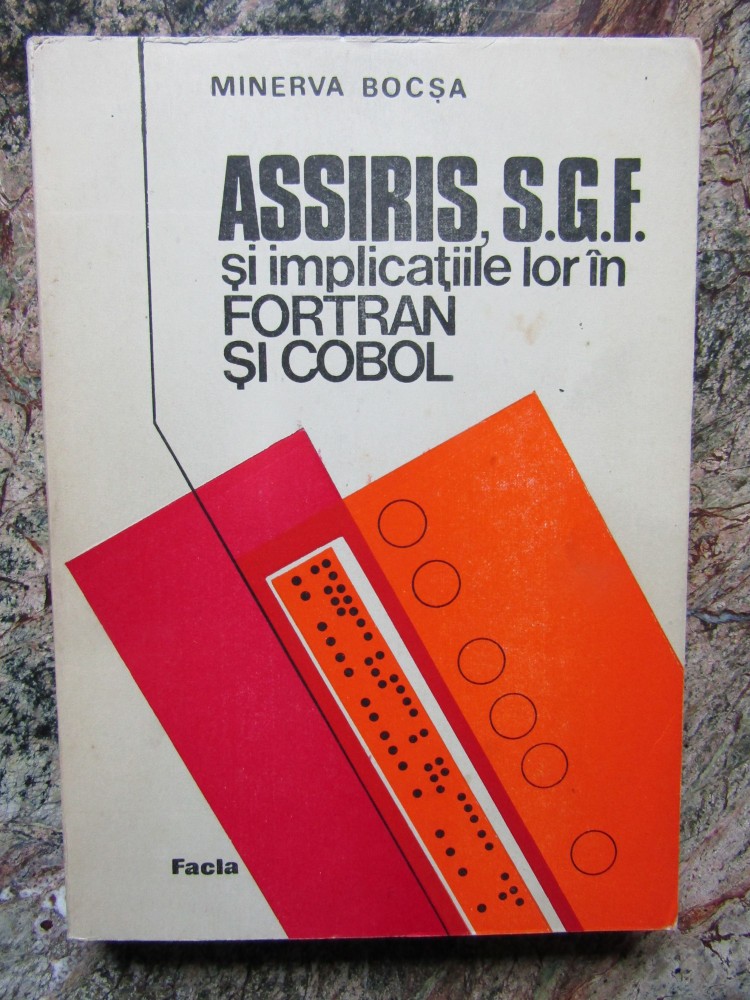 MINERVA BOCȘA
ASSIRIS, S.G.F.
și implicațiile lor în
FORTRAN
ȘI COBOL
Facla